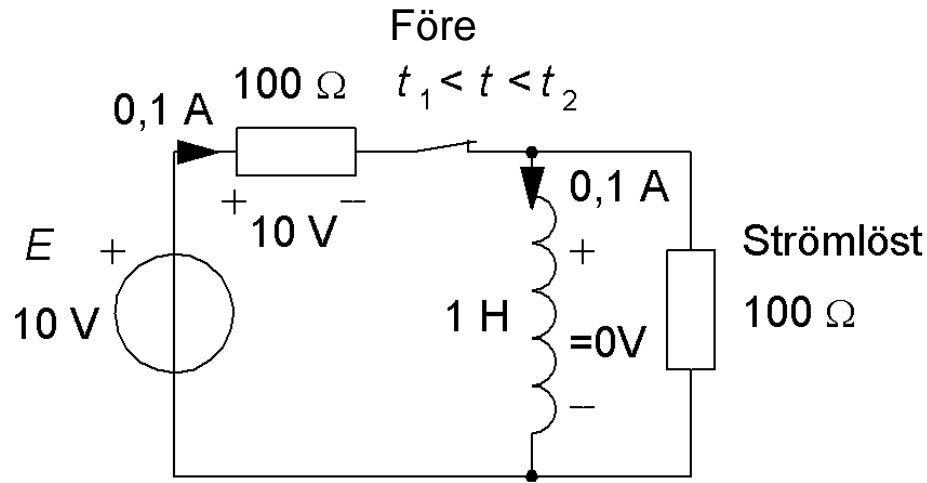 Före
t1 < t < t2
100 Ω
0,1 A
+ 10 V –
E +
10 V
0,1 A
+
1 H
=0V
–
Strömlöst
100 Ω